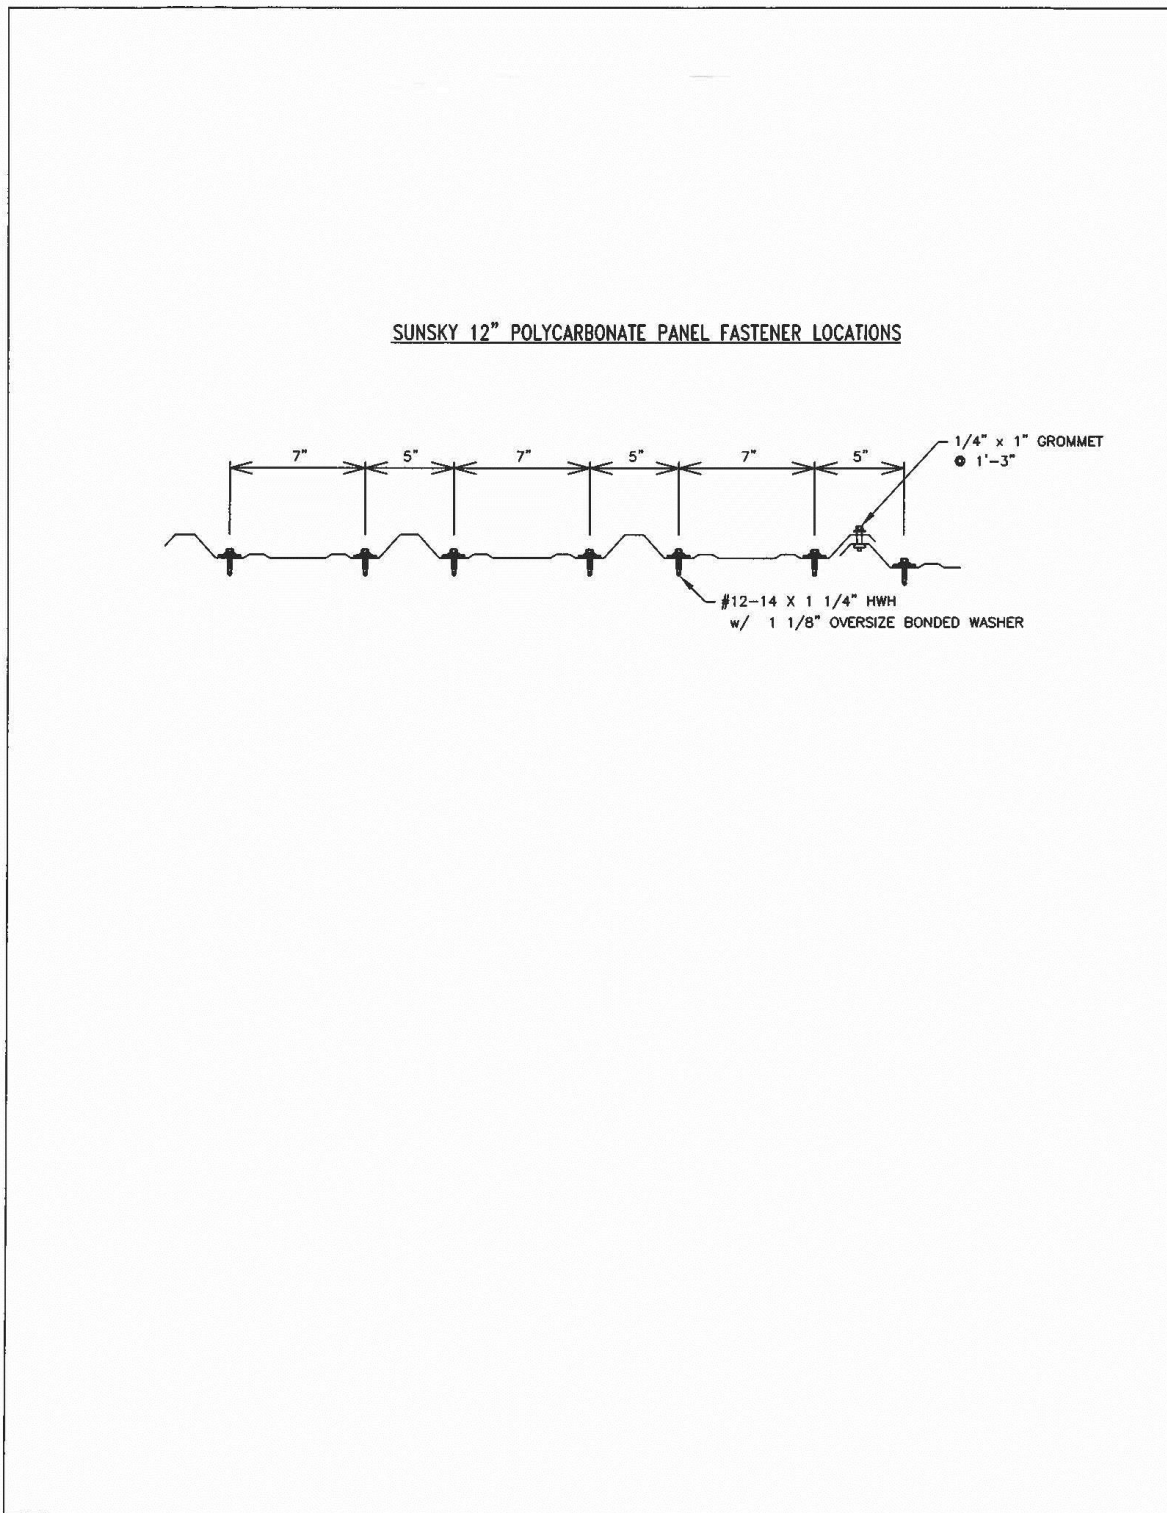 SUNSKY 12" POLYCARBONATE PANEL FASTENER LOCATIONS
7" 5" 7" 5" 7" 5"
1/4" x 1" GROMMET
@ 1'-3"
#12-14 X 1 1/4" HWH
w/ 1 1/8" OVERSIZE BONDED WASHER